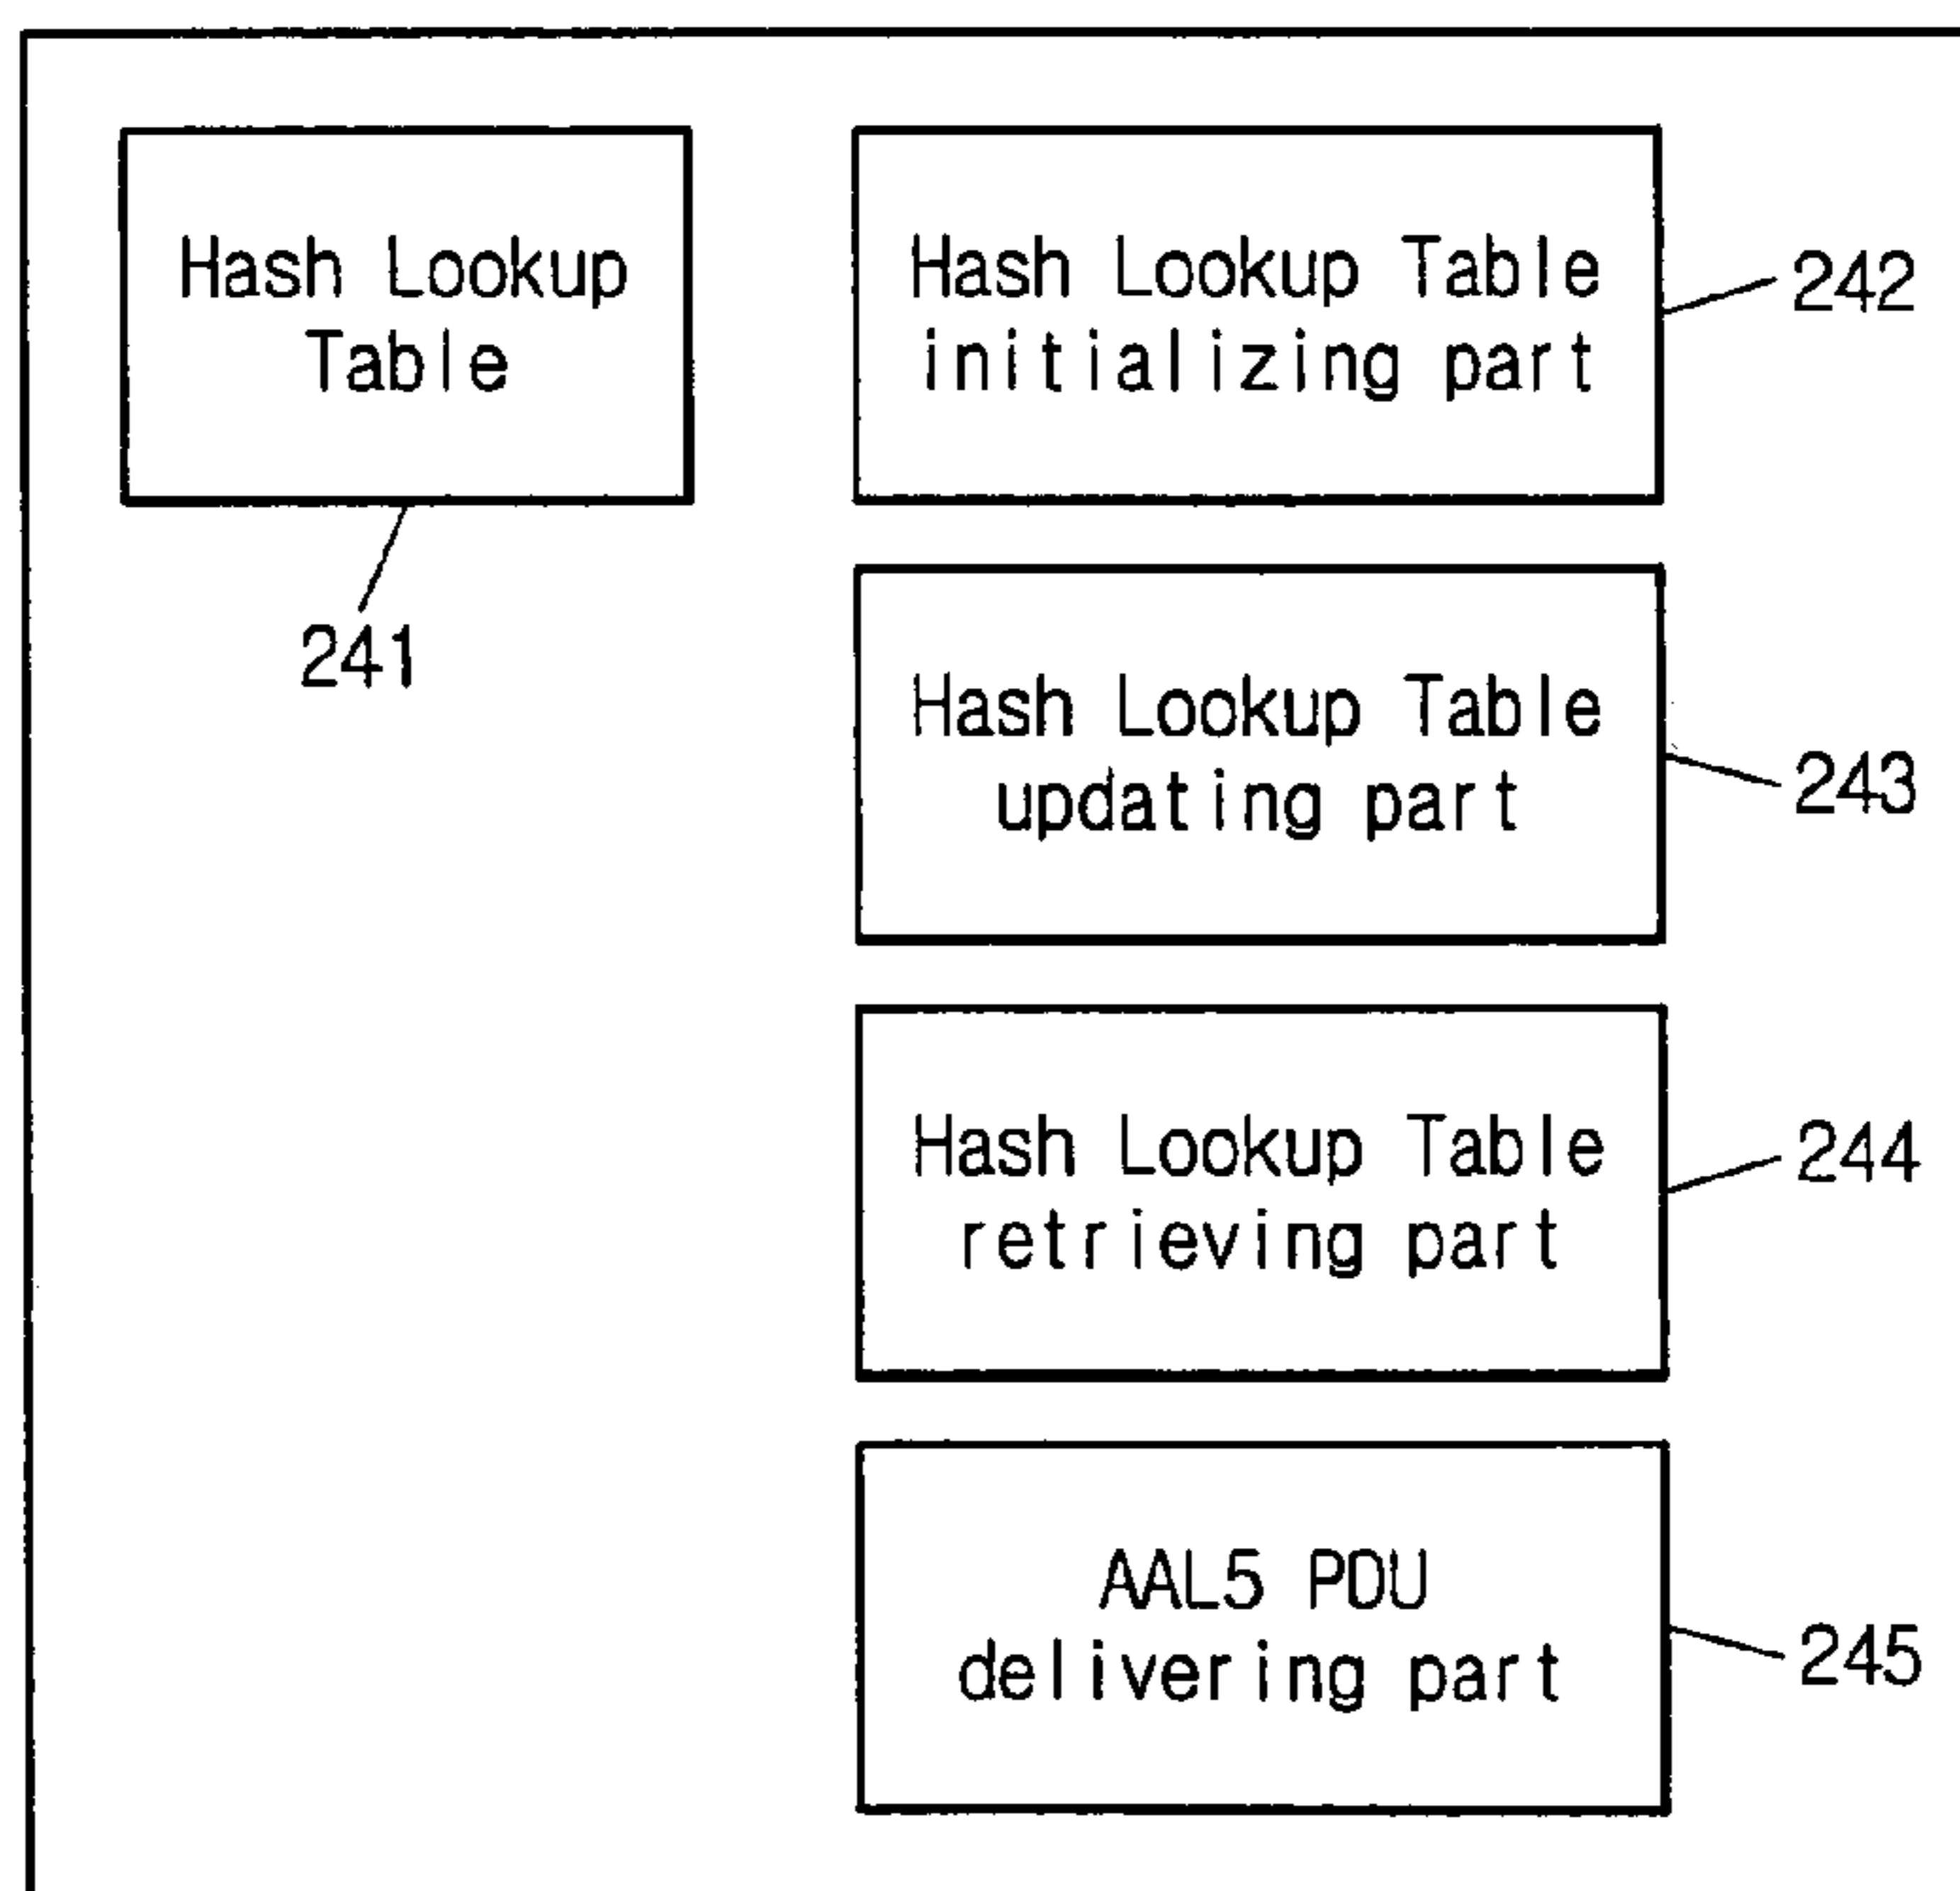 Hash Lookup
Table
241
Hash Lookup Table
initializing part
242
Hash Lookup Table
updating part
243
Hash Lookup Table
retrieving part
244
AAL5 PDU
delivering part
245